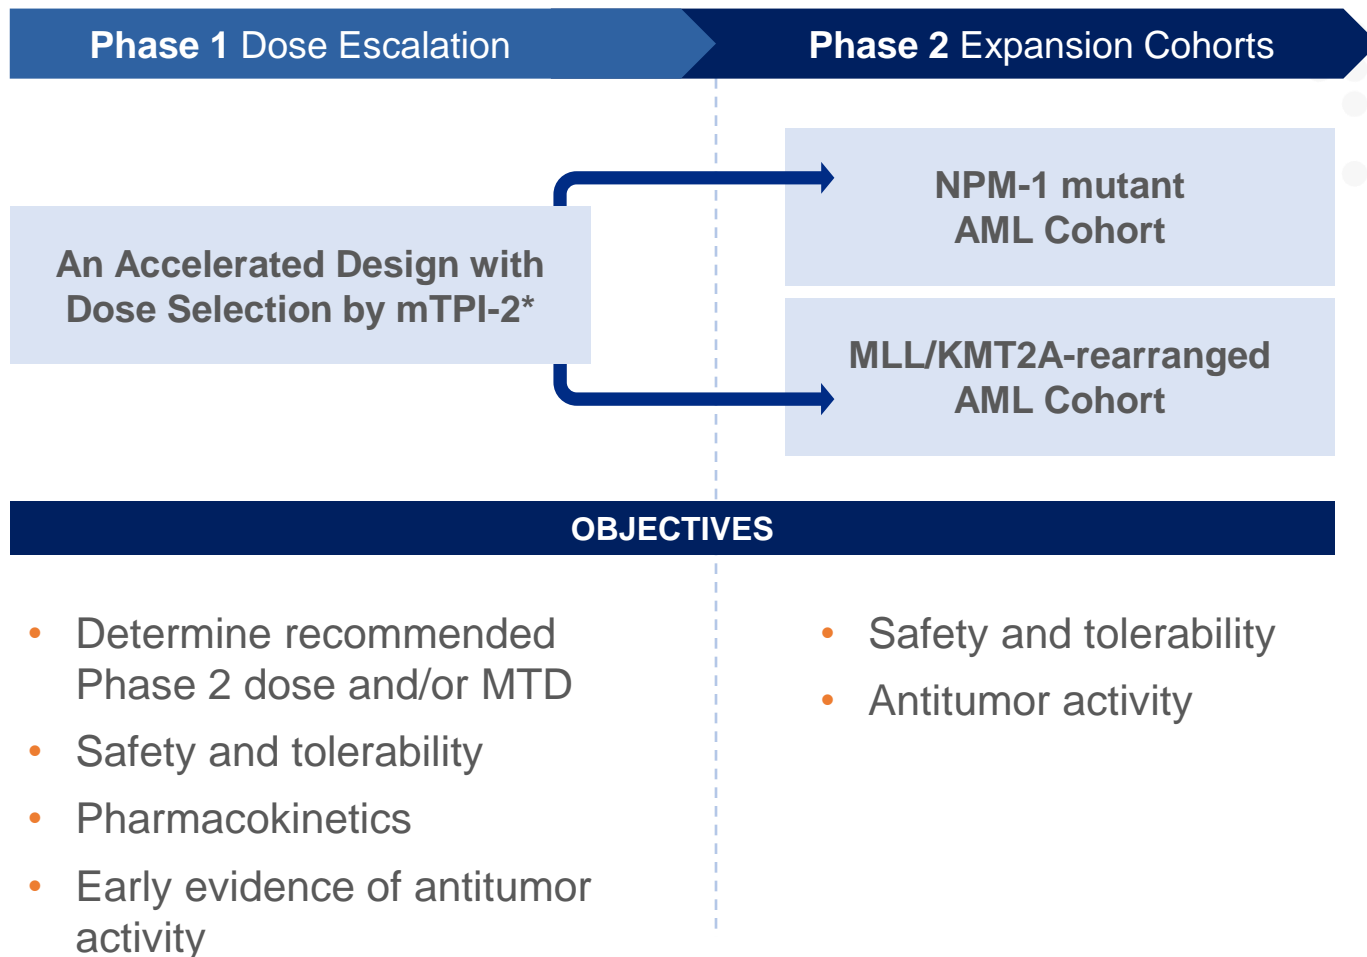 Phase 1 Dose Escalation
Phase 2 Expansion Cohorts
An Accelerated Design with
Dose Selection by mTPI-2*
NPM-1 mutant
AML Cohort
MLL/KMT2A-rearranged
AML Cohort
OBJECTIVES
• Determine recommended
Phase 2 dose and/or MTD
• Safety and tolerability
• Pharmacokinetics
• Early evidence of antitumor
activity
• Safety and tolerability
• Antitumor activity